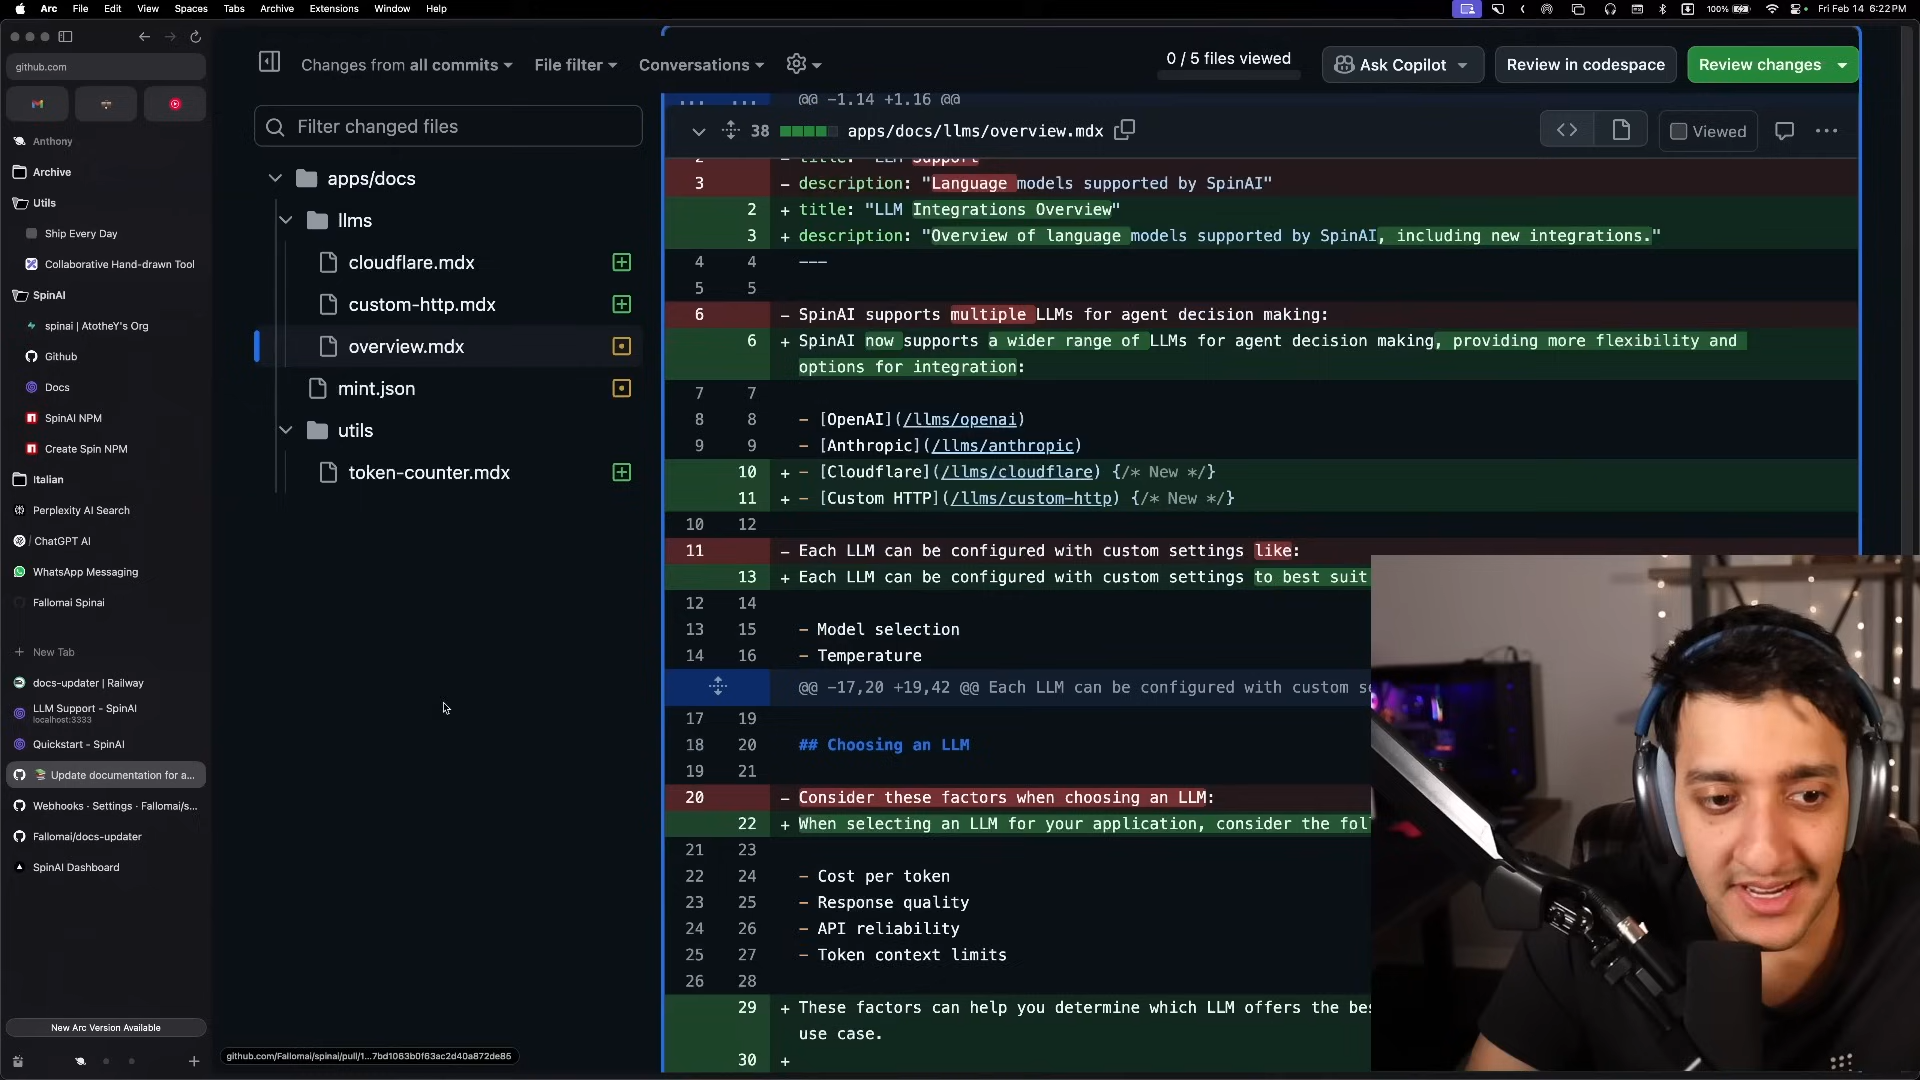 Arc File Edit View Spaces Tabs Archive Extensions Window Help
100% Fri Feb 14 6:22 PM
github.com
Anthony
Archive
Utils
Ship Every Day
Collaborative Hand-drawn Tool
SpinAI
spinai | AtotheY's Org
Github
Docs
SpinAI NPM
Create Spin NPM
Italian
Perplexity AI Search
/ ChatGPT AI
WhatsApp Messaging
Fallomai Spinai
New Tab
docs-updater | Railway
LLM Support - SpinAI
localhost:3333
Quickstart - SpinAI
Update documentation for a...
Webhooks · Settings · Fallomai/s...
Fallomai/docs-updater
SpinAI Dashboard
New Arc Version Available
Changes from all commits
File filter
Conversations
0 / 5 files viewed
Ask Copilot
Review in codespace
Review changes
Filter changed files
apps/docs
llms
cloudflare.mdx
custom-http.mdx
overview.mdx
mint.json
utils
token-counter.mdx
github.com/Fallomai/spinai/pull/1...7bd1063b0f63ac2d40a872de85
... ... @@ -1,14 +1,16 @@
38 apps/docs/llms/overview.mdx
Viewed
2 - title: "LLM Support"
3 - description: "Language models supported by SpinAI"
2 + title: "LLM Integrations Overview"
3 + description: "Overview of language models supported by SpinAI, including new integrations."
4 4 ---
5 5
6 - SpinAI supports multiple LLMs for agent decision making:
6 + SpinAI now supports a wider range of LLMs for agent decision making, providing more flexibility and
options for integration:
7 7
8 8 - [OpenAI](/llms/openai)
9 9 - [Anthropic](/llms/anthropic)
10 + - [Cloudflare](/llms/cloudflare) {/* New */}
11 + - [Custom HTTP](/llms/custom-http) {/* New */}
10 12
11 - Each LLM can be configured with custom settings like:
13 + Each LLM can be configured with custom settings to best suit
12 14
13 15 - Model selection
14 16 - Temperature
@@ -17,20 +19,42 @@ Each LLM can be configured with custom se
17 19
18 20 ## Choosing an LLM
19 21
20 - Consider these factors when choosing an LLM:
22 + When selecting an LLM for your application, consider the fol
21 23
22 24 - Cost per token
23 25 - Response quality
24 26 - API reliability
25 27 - Token context limits
26 28
29 + These factors can help you determine which LLM offers the bes
use case.
30 +